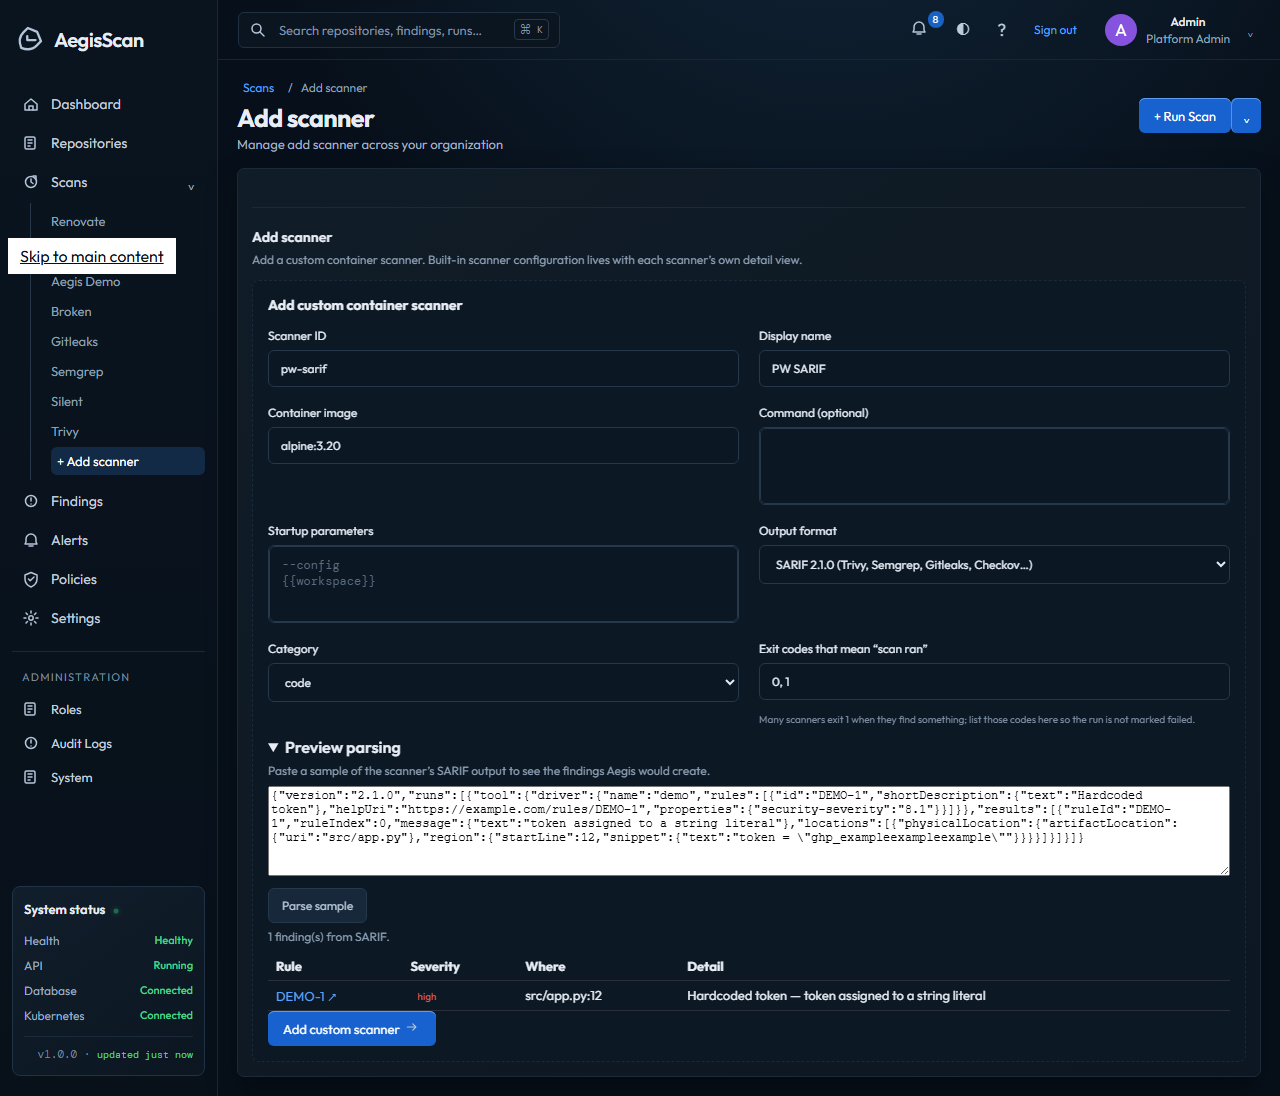 AegisScan
Search repositories, findings, runs...
⌘ K
8
?
Sign out
A
Admin
Platform Admin
Dashboard
Repositories
Scans
Renovate
Skip to main content
Aegis Demo
Broken
Gitleaks
Semgrep
Silent
Trivy
+ Add scanner
Findings
Alerts
Policies
Settings
ADMINISTRATION
Roles
Audit Logs
System
System status
Health Healthy
API Running
Database Connected
Kubernetes Connected
v1.0.0 · updated just now
Scans / Add scanner
Add scanner
Manage add scanner across your organization
+ Run Scan
Add scanner
Add a custom container scanner. Built-in scanner configuration lives with each scanner's own detail view.
Add custom container scanner
Scanner ID
pw-sarif
Display name
PW SARIF
Container image
alpine:3.20
Command (optional)
Startup parameters
--config
{{workspace}}
Output format
SARIF 2.1.0 (Trivy, Semgrep, Gitleaks, Checkov...)
Category
code
Exit codes that mean “scan ran”
0, 1
Many scanners exit 1 when they find something; list those codes here so the run is not marked failed.
▼ Preview parsing
Paste a sample of the scanner's SARIF output to see the findings Aegis would create.
{"version":"2.1.0","runs":[{"tool":{"driver":{"name":"demo","rules":[{"id":"DEMO-1","shortDescription":{"text":"Hardcoded
token"},"helpUri":"https://example.com/rules/DEMO-1","properties":{"security-severity":"8.1"}}]}},"results":[{"ruleId":"DEMO-
1","ruleIndex":0,"message":{"text":"token assigned to a string literal"},"locations":[{"physicalLocation":{"artifactLocation":
{"uri":"src/app.py"},"region":{"startLine":12,"snippet":{"text":"token = \"ghp_exampleexampleexample\""}}}}]}]}]}
Parse sample
1 finding(s) from SARIF.
Rule Severity Where Detail
DEMO-1 ↗ high src/app.py:12 Hardcoded token — token assigned to a string literal
Add custom scanner →